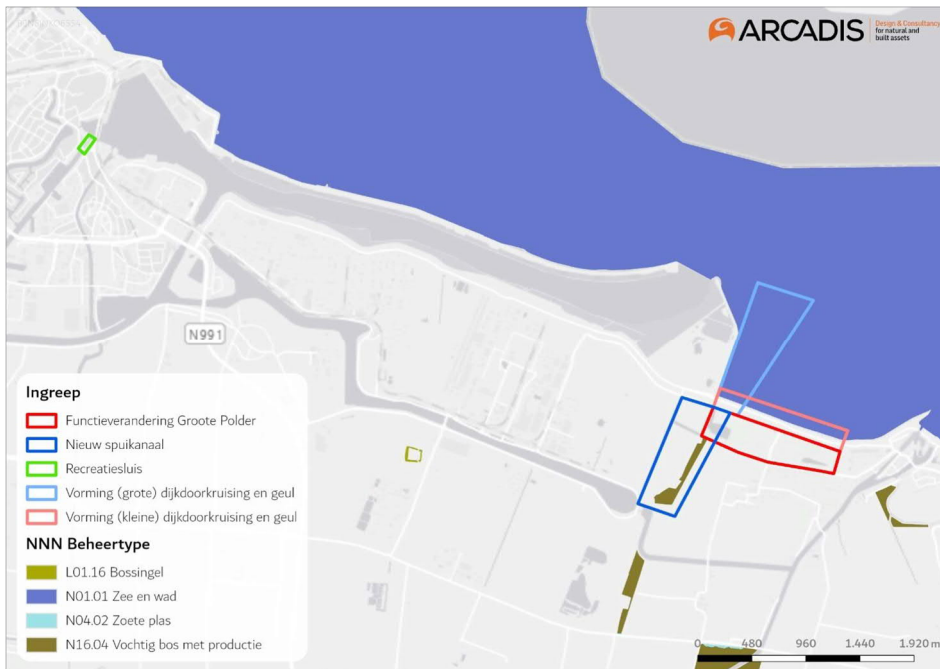 ARCADIS
Design & Consultancy
for natural and
built assets
N991
Ingreep
Functieverandering Groote Polder
Nieuw spuikanaal
Recreatiesluis
Vorming (grote) dijkdoorkruising en geul
Vorming (kleine) dijkdoorkruising en geul
NNN Beheertype
L01.16 Bossingel
N01.01 Zee en wad
N04.02 Zoete plas
N16.04 Vochtig bos met productie
0 480 960 1.440 1.920 m